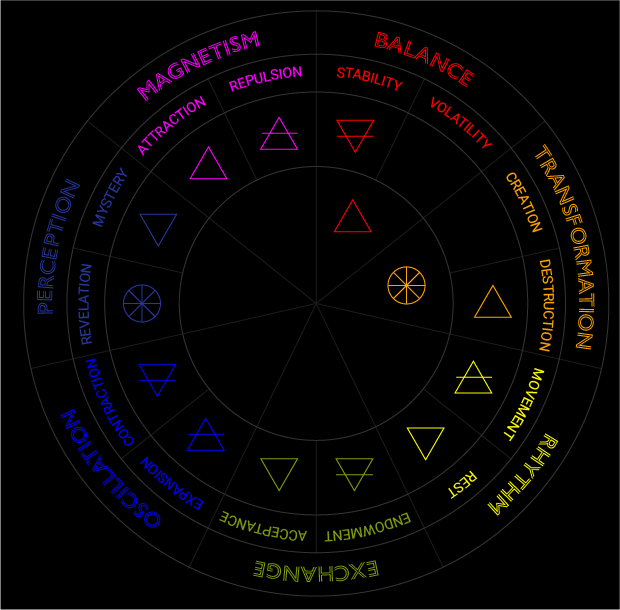 BALANCE
STABILITY
VOLATILITY
TRANSFORMATION
CREATION
DESTRUCTION
RHYTHM
MOVEMENT
REST
EXCHANGE
ENDOWMENT
ACCEPTANCE
OSCILLATION
EXPANSION
CONTRACTION
PERCEPTION
REVELATION
MYSTERY
MAGNETISM
ATTRACTION
REPULSION